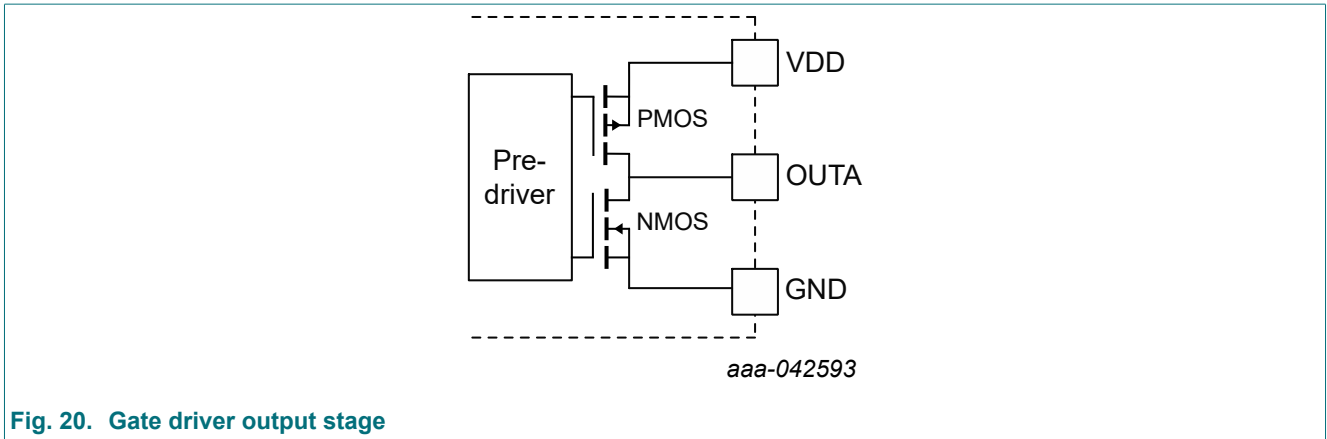 VDD
PMOS
Pre-
driver
OUTA
NMOS
GND
aaa-042593
Fig. 20. Gate driver output stage